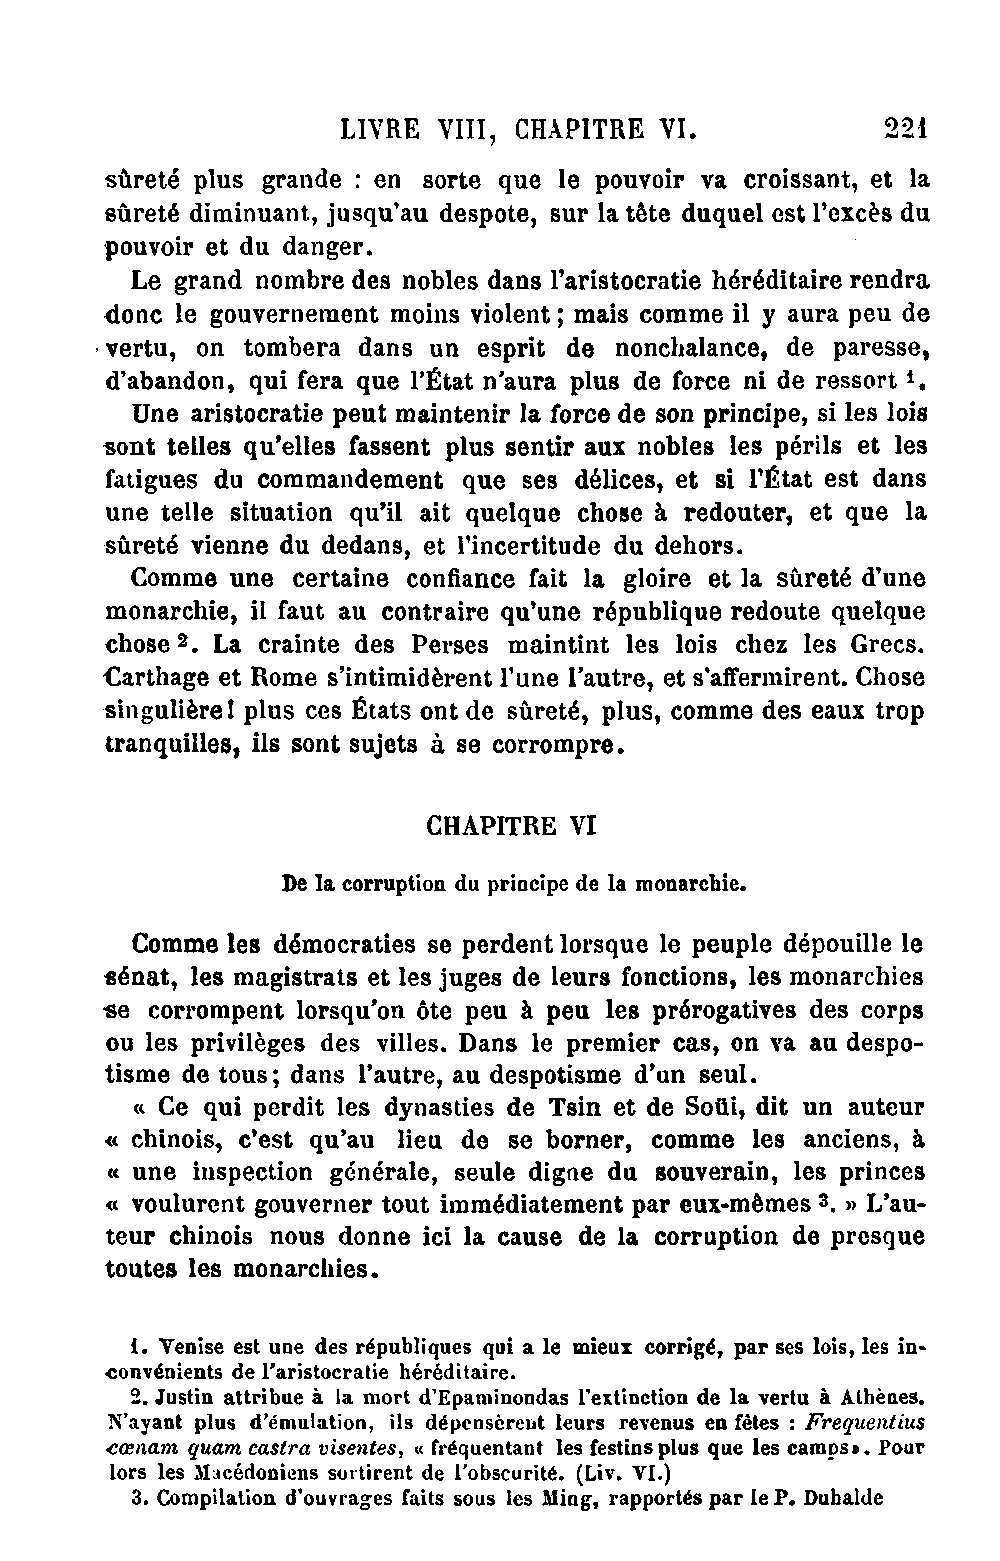 LIVRE VIII, CHAPITRE VI. 221
sûreté plus grande : en sorte que le pouvoir va croissant, et la
sûreté diminuant, jusqu'au despote, sur la tête duquel est l'excès du
pouvoir et du danger.
Le grand nombre des nobles dans l'aristocratie héréditaire rendra
donc le gouvernement moins violent ; mais comme il y aura peu de
vertu, on tombera dans un esprit de nonchalance, de paresse,
d'abandon, qui fera que l'État n'aura plus de force ni de ressort 1.
Une aristocratie peut maintenir la force de son principe, si les lois
sont telles qu'elles fassent plus sentir aux nobles les périls et les
fatigues du commandement que ses délices, et si l'État est dans
une telle situation qu'il ait quelque chose à redouter, et que la
sûreté vienne du dedans, et l'incertitude du dehors.
Comme une certaine confiance fait la gloire et la sûreté d'une
monarchie, il faut au contraire qu'une république redoute quelque
chose 2. La crainte des Perses maintint les lois chez les Grecs.
Carthage et Rome s'intimidèrent l'une l'autre, et s'affermirent. Chose
singulière! plus ces États ont de sûreté, plus, comme des eaux trop
tranquilles, ils sont sujets à se corrompre.
CHAPITRE VI
De la corruption du principe de la monarchie.
Comme les démocraties se perdent lorsque le peuple dépouille le
sénat, les magistrats et les juges de leurs fonctions, les monarchies
se corrompent lorsqu'on ôte peu à peu les prérogatives des corps
ou les privilèges des villes. Dans le premier cas, on va au despo-
tisme de tous ; dans l'autre, au despotisme d'un seul.
« Ce qui perdit les dynasties de Tsin et de Soüi, dit un auteur
« chinois, c'est qu'au lieu de se borner, comme les anciens, à
« une inspection générale, seule digne du souverain, les princes
« voulurent gouverner tout immédiatement par eux-mêmes 3. » L'au-
teur chinois nous donne ici la cause de la corruption de presque
toutes les monarchies.
1. Venise est une des républiques qui a le mieux corrigé, par ses lois, les in-
convénients de l'aristocratie héréditaire.
2. Justin attribue à la mort d'Epaminondas l'extinction de la vertu à Athènes.
N'ayant plus d'émulation, ils dépensèrent leurs revenus en fêtes : Frequentius
cœnam quam castra visentes, « fréquentant les festins plus que les camps». Pour
lors les Macédoniens sortirent de l'obscurité. (Liv. VI.)
3. Compilation d'ouvrages faits sous les Ming, rapportés par le P. Duhalde